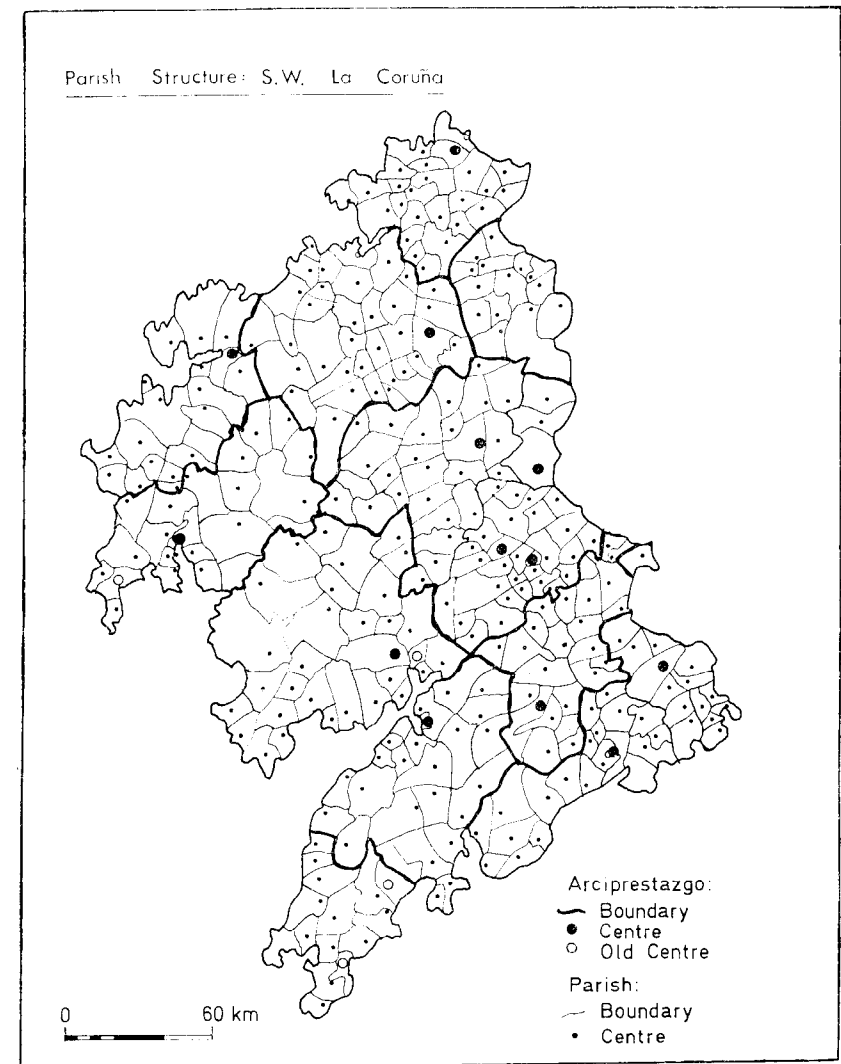 Parish Structure: S.W. La Coruña
Arciprestazgo:
Boundary
Centre
Old Centre
Parish:
Boundary
Centre
0 60 km